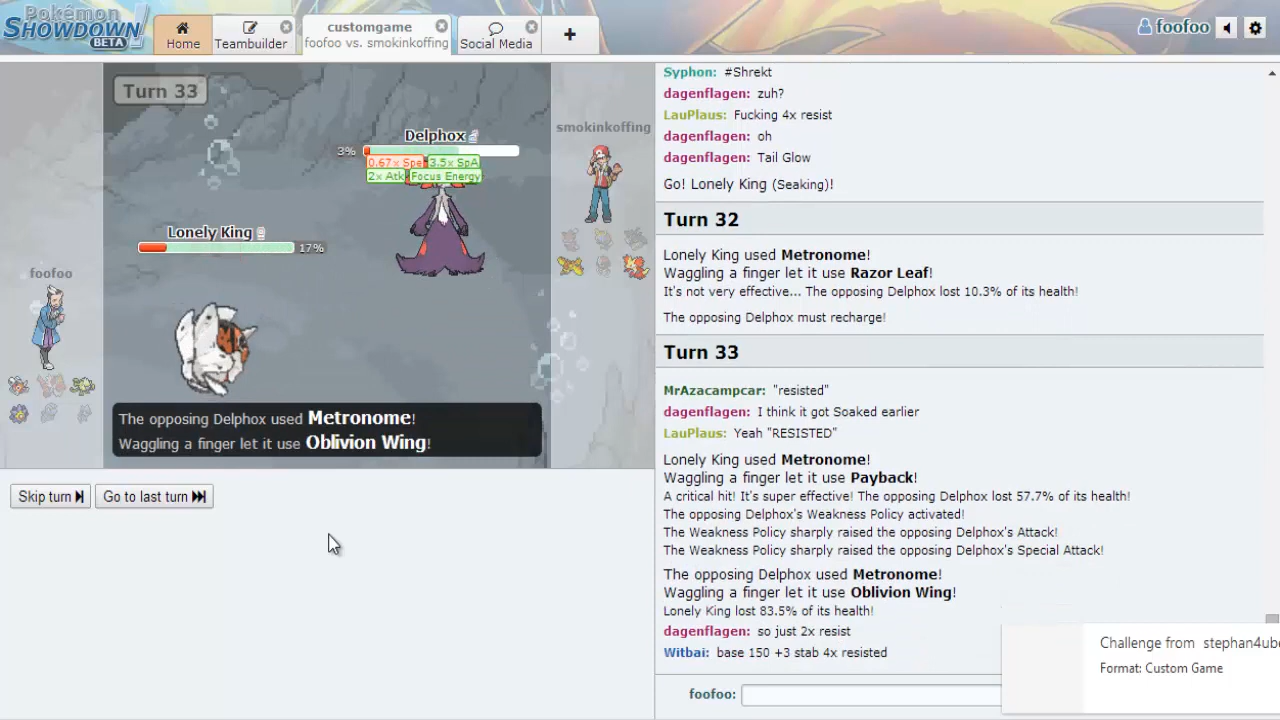 Pokémon
SHOWDOWN!
BETA
Home
Teambuilder
customgame
foofoo vs. smokinkoffing
Social Media
+
foofoo
Turn 33
Delphox
3%
0.67× Spe 3.5× SpA
2× Atk Focus Energy
smokinkoffing
Lonely King
17%
foofoo
The opposing Delphox used Metronome!
Waggling a finger let it use Oblivion Wing!
Skip turn
Go to last turn
Syphon: #Shrekt
dagenflagen: zuh?
LauPlaus: Fucking 4x resist
dagenflagen: oh
dagenflagen: Tail Glow
Go! Lonely King (Seaking)!
Turn 32
Lonely King used Metronome!
Waggling a finger let it use Razor Leaf!
It's not very effective... The opposing Delphox lost 10.3% of its health!
The opposing Delphox must recharge!
Turn 33
MrAzacampcar: "resisted"
dagenflagen: I think it got Soaked earlier
LauPlaus: Yeah "RESISTED"
Lonely King used Metronome!
Waggling a finger let it use Payback!
A critical hit! It's super effective! The opposing Delphox lost 57.7% of its health!
The opposing Delphox's Weakness Policy activated!
The Weakness Policy sharply raised the opposing Delphox's Attack!
The Weakness Policy sharply raised the opposing Delphox's Special Attack!
The opposing Delphox used Metronome!
Waggling a finger let it use Oblivion Wing!
Lonely King lost 83.5% of its health!
dagenflagen: so just 2x resist
Witbai: base 150 +3 stab 4x resisted
foofoo:
Challenge from stephan4ube
Format: Custom Game